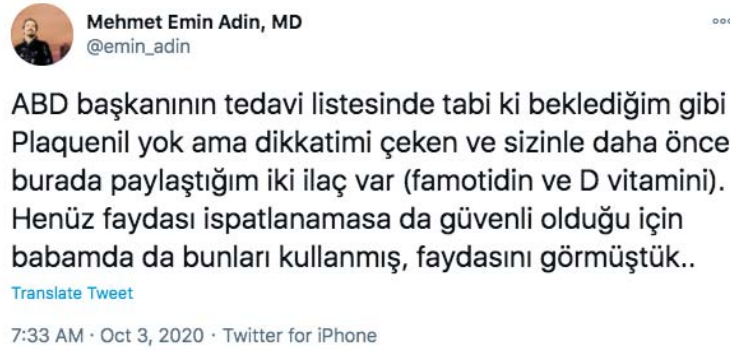 Mehmet Emin Adin, MD
@emin_adin
ABD başkanının tedavi listesinde tabi ki beklediğim gibi
Plaquenil yok ama dikkatimi çeken ve sizinle daha önce
burada paylaştığım iki ilaç var (famotidin ve D vitamini).
Henüz faydası ispatlanamasa da güvenli olduğu için
babamda da bunları kullanmış, faydasını görmüştük..
Translate Tweet
7:33 AM · Oct 3, 2020 · Twitter for iPhone